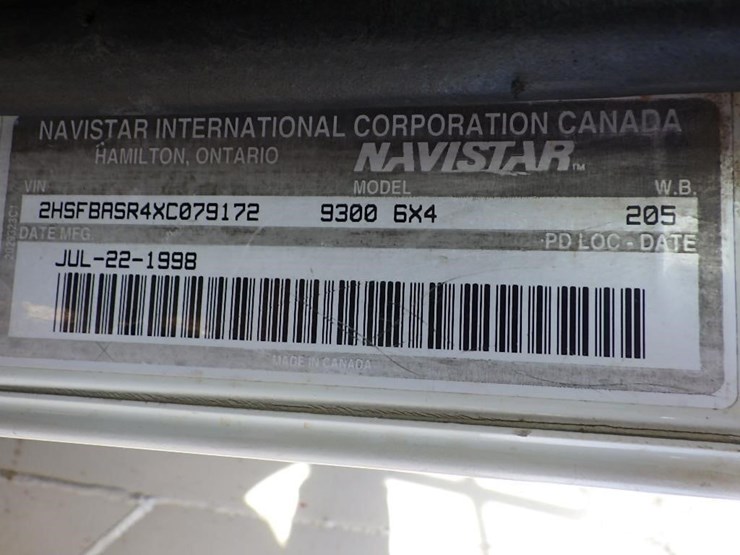 NAVISTAR INTERNATIONAL CORPORATION CANADA
HAMILTON, ONTARIO NAVISTAR™
VIN MODEL W.B.
2HSFBASR4XC079172 9300 6X4 205
DATE MFG PD LOC - DATE
JUL-22-1998
MADE IN CANADA